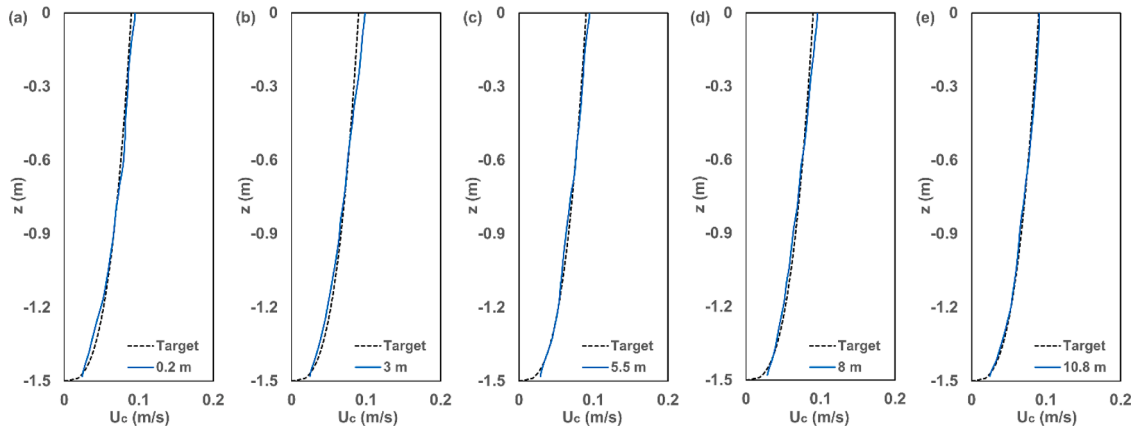 (a)
0
-0.3
-0.6
-0.9
-1.2
-1.5
z (m)
Target
0.2 m
0 0.1 0.2
Uc (m/s)
(b)
0
-0.3
-0.6
-0.9
-1.2
-1.5
z (m)
Target
3 m
0 0.1 0.2
Uc (m/s)
(c)
0
-0.3
-0.6
-0.9
-1.2
-1.5
z (m)
Target
5.5 m
0 0.1 0.2
Uc (m/s)
(d)
0
-0.3
-0.6
-0.9
-1.2
-1.5
z (m)
Target
8 m
0 0.1 0.2
Uc (m/s)
(e)
0
-0.3
-0.6
-0.9
-1.2
-1.5
z (m)
Target
10.8 m
0 0.1 0.2
Uc (m/s)